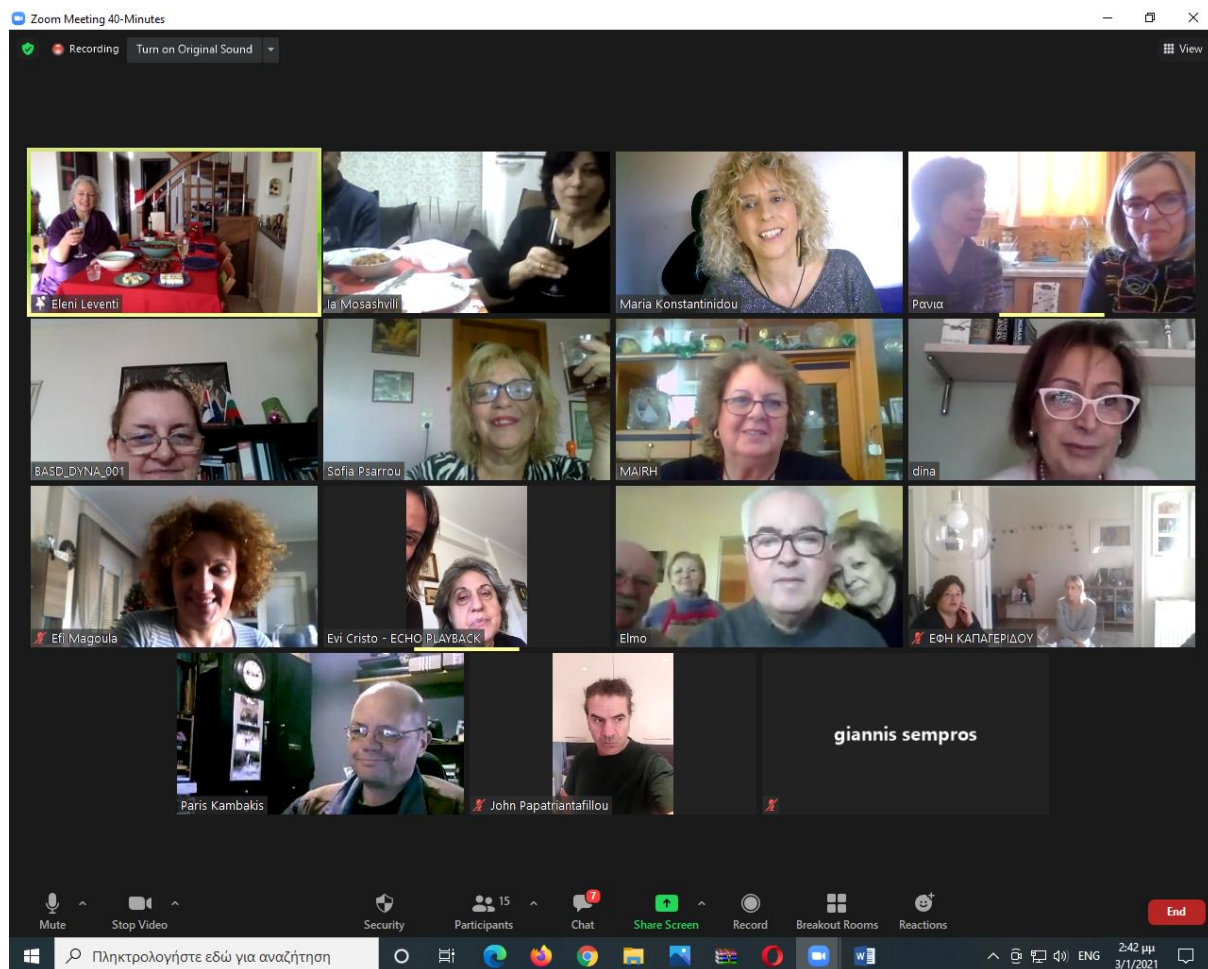 Zoom Meeting 40-Minutes
Recording
Turn on Original Sound
View
Eleni Leventi
Ia Mosashvili
Maria Konstantinidou
Ρανια
BASD_DYNA_001
Sofia Psarrou
MAIRH
dina
Efi Magoula
Evi Cristo - ECHO PLAYBACK
Elmo
ΕΦΗ ΚΑΠΑΓΕΡΙΔΟΥ
Paris Kambakis
John Papatriantafillou
giannis sempros
Mute
Stop Video
Security
Participants
15
Chat
7
Share Screen
Record
Breakout Rooms
Reactions
End
Πληκτρολογήστε εδώ για αναζήτηση
ENG
2:42 μμ
3/1/2021